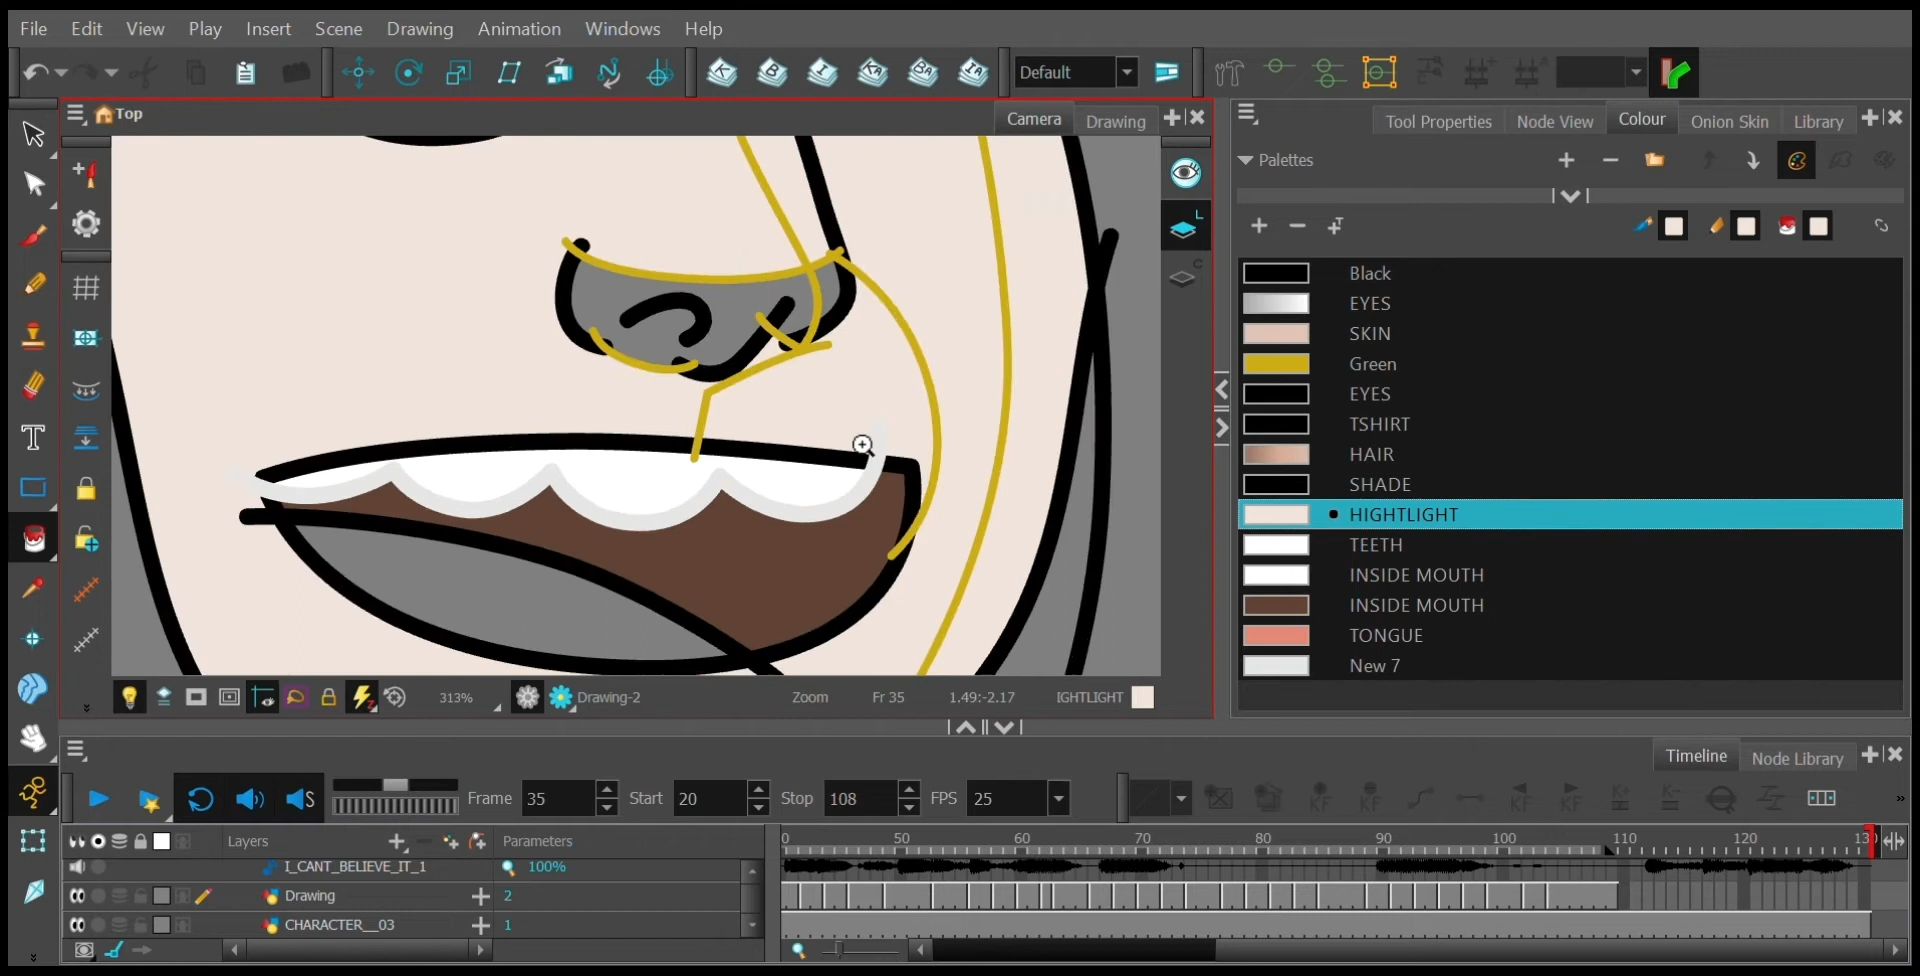 File Edit View Play Insert Scene Drawing Animation Windows Help
K B I KA BA IA Default
Top Camera Drawing
Tool Properties Node View Colour Onion Skin Library
Palettes
Black
EYES
SKIN
Green
EYES
TSHIRT
HAIR
SHADE
HIGHTLIGHT
TEETH
INSIDE MOUTH
INSIDE MOUTH
TONGUE
New 7
313% Drawing-2 Zoom Fr 35 1.49:-2.17 IGHTLIGHT
Timeline Node Library
Frame 35 Start 20 Stop 108 FPS 25
Layers Parameters 0 50 60 70 80 90 100 110 120 13
I_CANT_BELIEVE_IT_1 100%
Drawing 2
CHARACTER__03 1